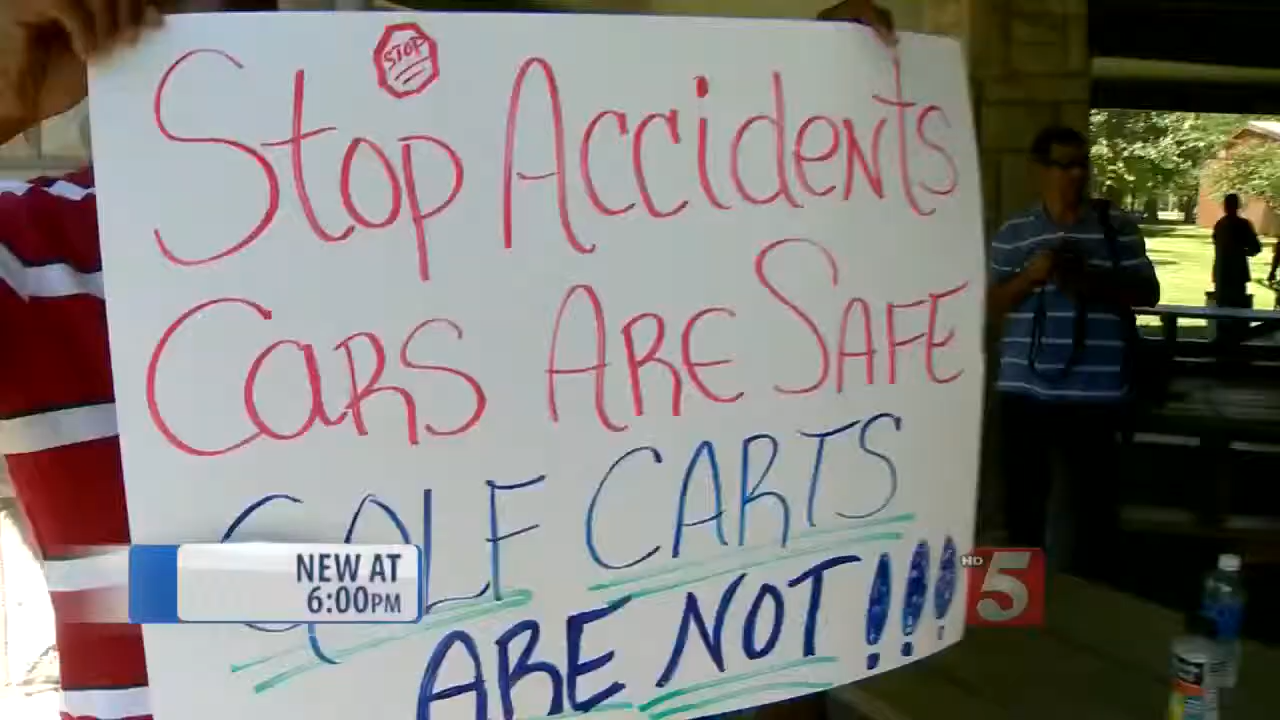 STOP
Stop Accidents
Cars Are Safe
GOLF CARTS
ARE NOT!!!
NEW AT
6:00PM
HD 5